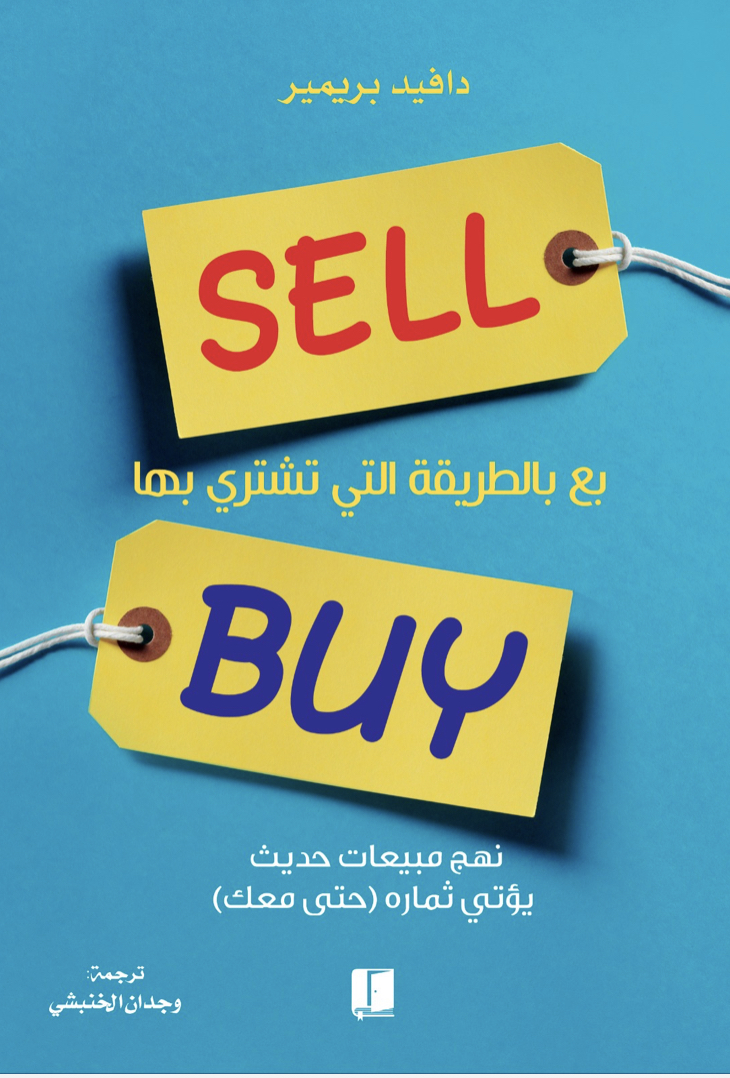 دافيد بريمير
SELL
بع بالطريقة التي تشتري بها
BUY
نهج مبيعات حديث
يؤتي ثماره (حتى معك)
ترجمة:
وجدان الخنبشي